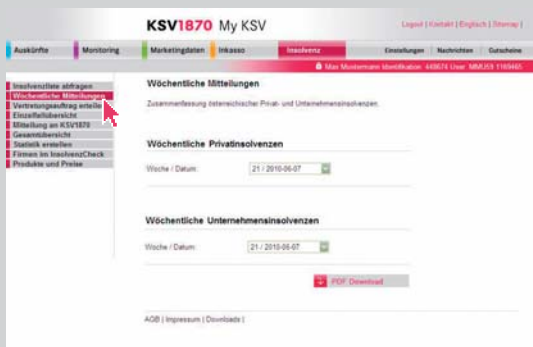 KSV1870 My KSV
Logout | Kontakt | Englisch | Sitemap |
Auskünfte Monitoring Marketingdaten Inkasso Insolvenz Einstellungen Nachrichten Gutscheine
Max Mustermann Identifikation:
Insolvenzliste abfragen
Wöchentliche Mitteilungen
Vertretungsauftrag erteilen
Einzelfallübersicht
Mitteilung an KSV1870
Gesamtübersicht
Statistik erstellen
Firmen im InsolvenzCheck
Produkte und Preise
Wöchentliche Mitteilungen
Zusammenfassung österreichischer Privat- und Unternehmensinsolvenzen.
Wöchentliche Privatinsolvenzen
Woche / Datum: 21 / 2010-06-07
Wöchentliche Unternehmensinsolvenzen
Woche / Datum: 21 / 2010-06-07
PDF Download
AGB | Impressum | Downloads |